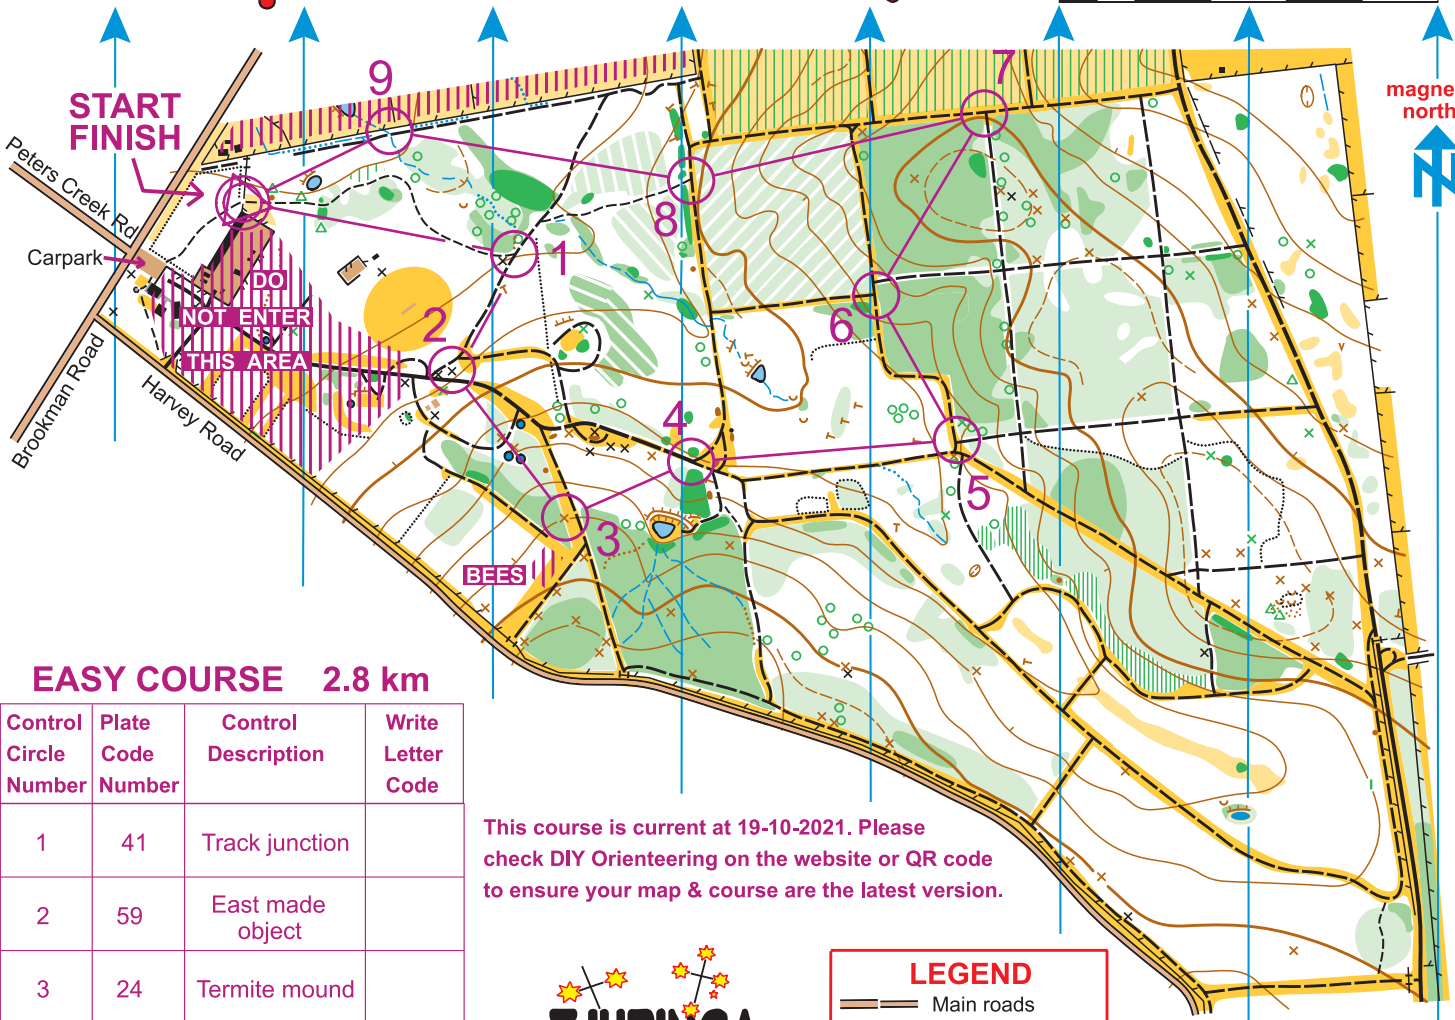 START
FINISH
9
7
magne
north
Peters Creek Rd
Carpark
8
1
DO
NOT ENTER
THIS AREA
2
6
Brookman Road
Harvey Road
4
5
3
BEES
EASY COURSE 2.8 km
Control Circle Number
Plate Code Number
Control Description
Write Letter Code
1 41 Track junction
2 59 East made object
3 24 Termite mound
This course is current at 19-10-2021. Please
check DIY Orienteering on the website or QR code
to ensure your map & course are the latest version.
LEGEND
Main roads